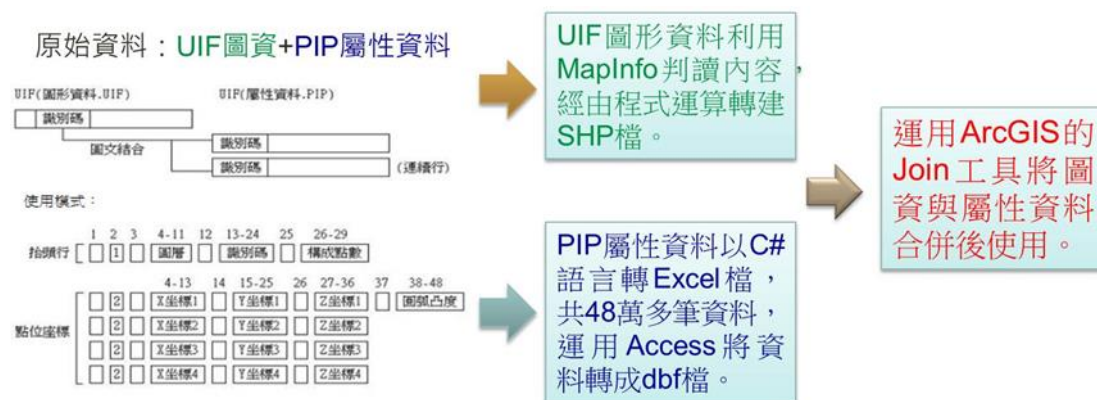 原始資料：UIF圖資+PIP屬性資料
UIF(圖形資料.UIF)
UIF(屬性資料.PIP)
識別碼
圖文結合
識別碼
識別碼
(連續行)
使用模式：
1 2 3 4-11 12 13-24 25 26-29
抬頭行 1 圖層 識別碼 構成點數
4-13 14 15-25 26 27-36 37 38-48
點位座標
2 X坐標1 Y坐標1 Z坐標1 圓弧凸度
2 X坐標2 Y坐標2 Z坐標2
2 X坐標3 Y坐標3 Z坐標3
2 X坐標4 Y坐標4 Z坐標4
UIF圖形資料利用
MapInfo判讀內容，
經由程式運算轉建
SHP檔。
PIP屬性資料以C#
語言轉Excel檔，
共48萬多筆資料，
運用Access將資
料轉成dbf檔。
運用ArcGIS的
Join工具將圖
資與屬性資料
合併後使用。